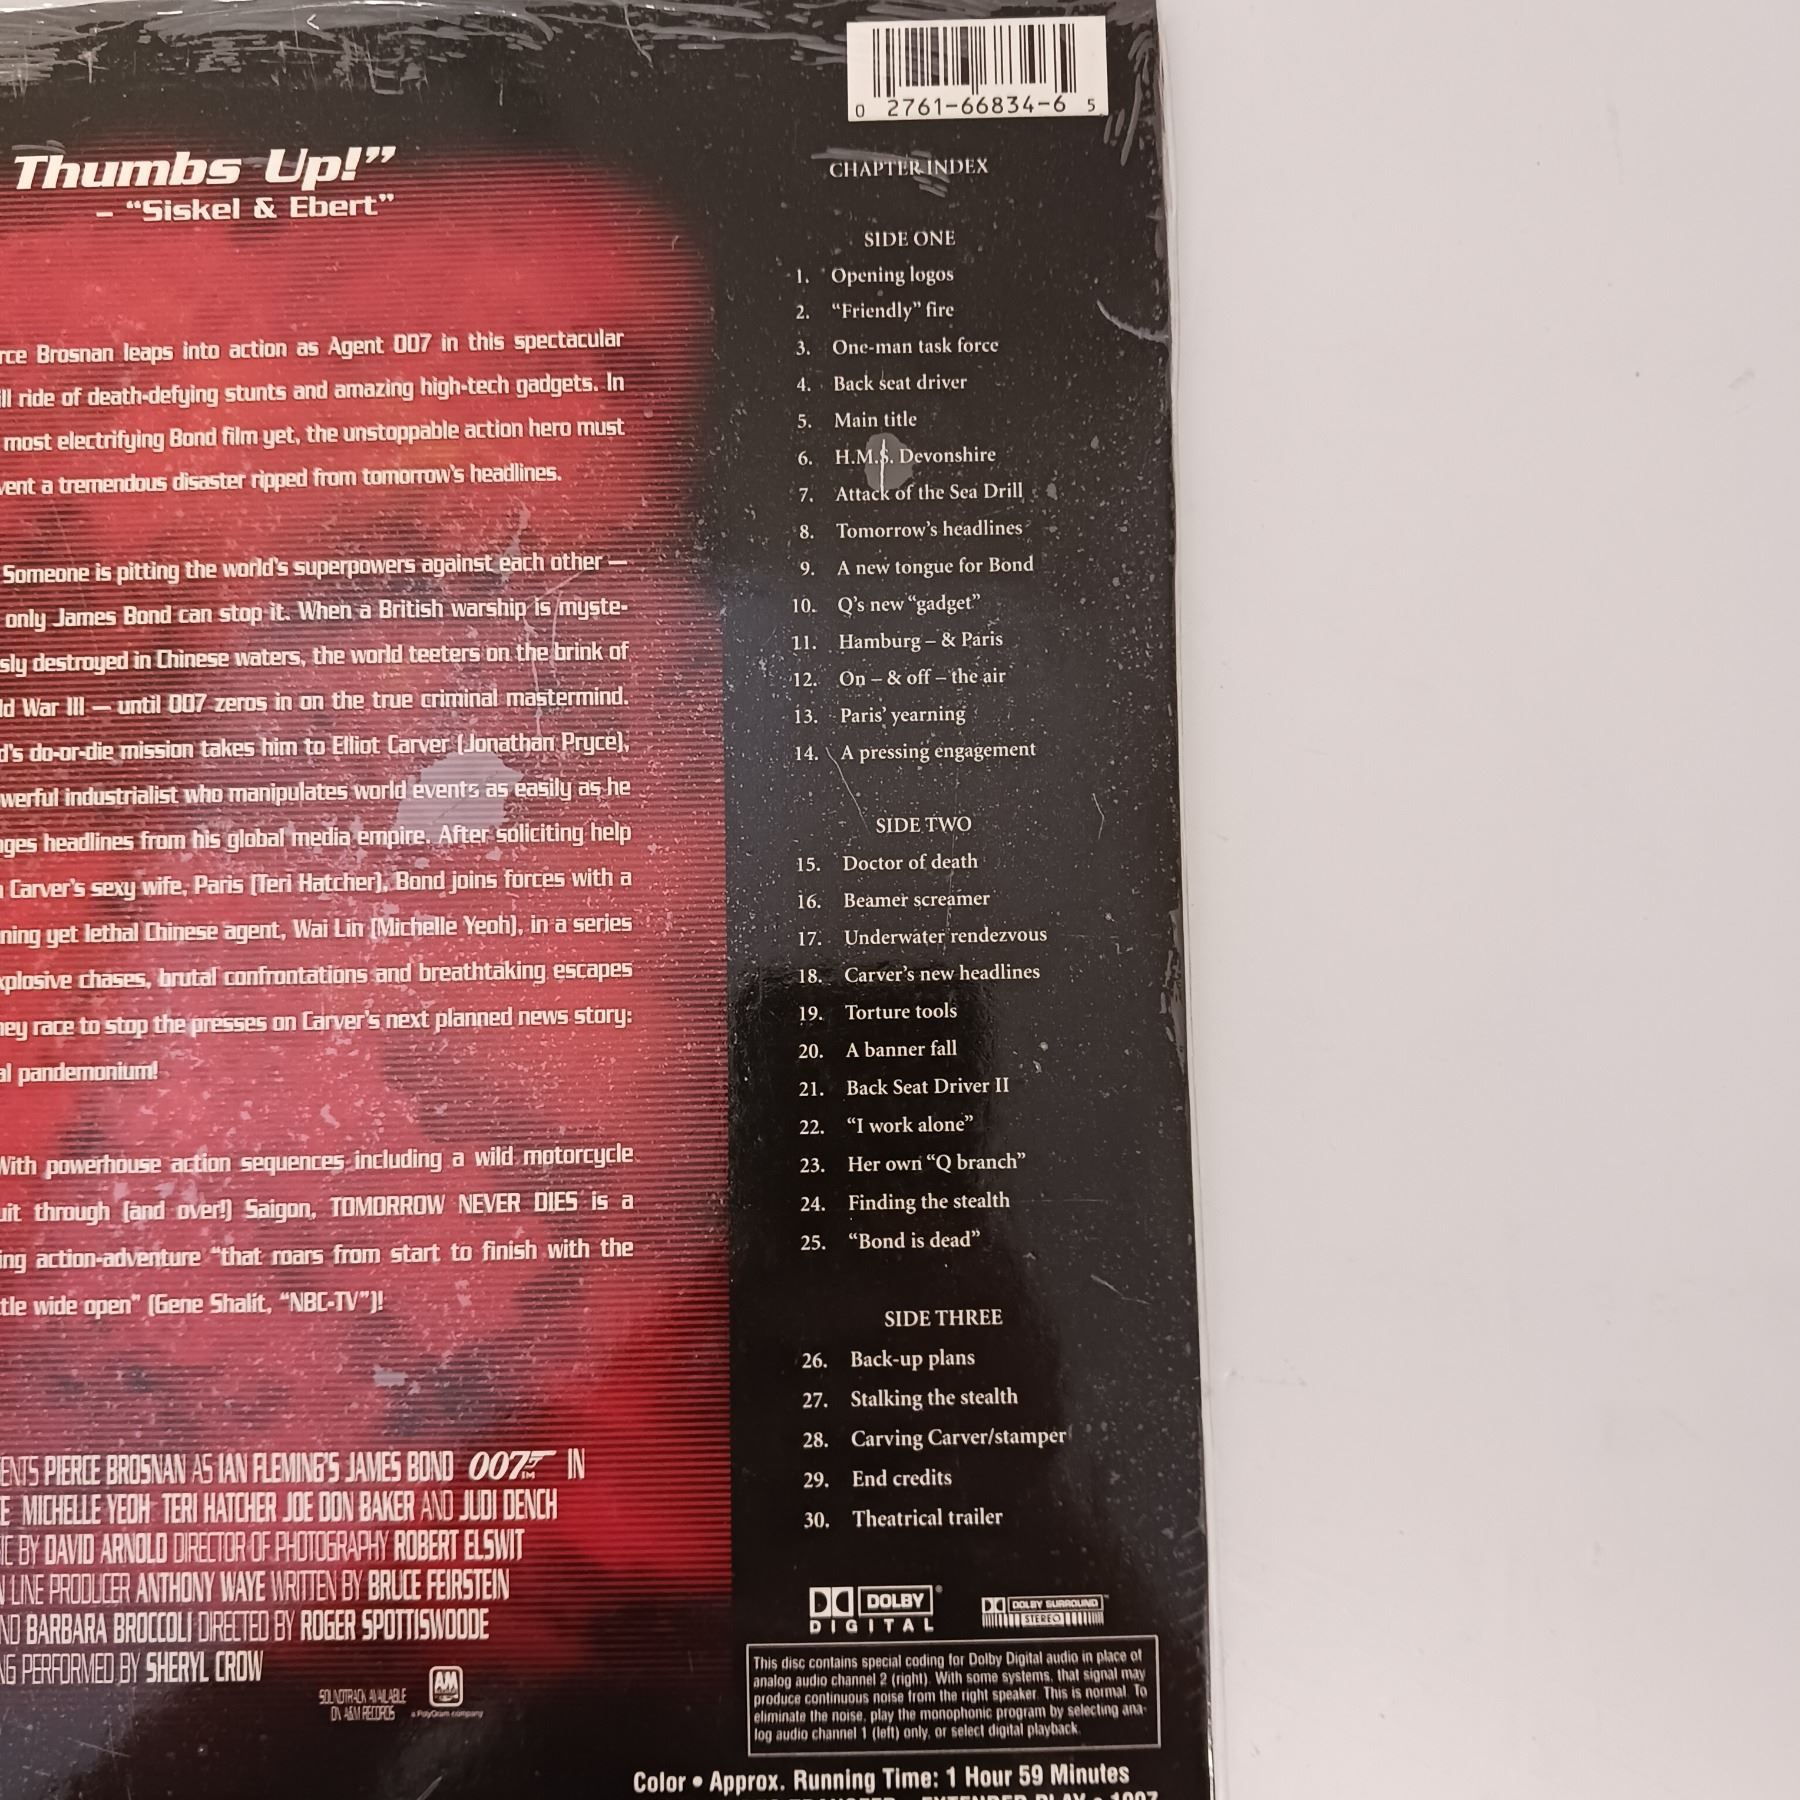 Thumbs Up!”
– “Siskel & Ebert”
rce Brosnan leaps into action as Agent 007 in this spectacular
ll ride of death-defying stunts and amazing high-tech gadgets. In
most electrifying Bond film yet, the unstoppable action hero must
vent a tremendous disaster ripped from tomorrow's headlines.
Someone is pitting the world's superpowers against each other —
only James Bond can stop it. When a British warship is myste-
sly destroyed in Chinese waters, the world teeters on the brink of
ld War III — until 007 zeros in on the true criminal mastermind.
d's do-or-die mission takes him to Elliot Carver (Jonathan Pryce),
werful industrialist who manipulates world events as easily as he
nges headlines from his global media empire. After soliciting help
Carver's sexy wife, Paris (Teri Hatcher), Bond joins forces with a
ning yet lethal Chinese agent, Wai Lin (Michelle Yeoh), in a series
xplosive chases, brutal confrontations and breathtaking escapes
hey race to stop the presses on Carver's next planned news story:
al pandemonium!
With powerhouse action sequences including a wild motorcycle
uit through (and over!) Saigon, TOMORROW NEVER DIES is a
ing action-adventure “that roars from start to finish with the
tle wide open” (Gene Shalit, “NBC-TV”)!
ENTS PIERCE BROSNAN AS IAN FLEMING'S JAMES BOND 007™ IN
E MICHELLE YEOH TERI HATCHER JOE DON BAKER AND JUDI DENCH
IC BY DAVID ARNOLD DIRECTOR OF PHOTOGRAPHY ROBERT ELSWIT
LINE PRODUCER ANTHONY WAYE WRITTEN BY BRUCE FEIRSTEIN
ND BARBARA BROCCOLI DIRECTED BY ROGER SPOTTISWOODE
NG PERFORMED BY SHERYL CROW
SOUNDTRACK AVAILABLE
ON A&M RECORDS
AM
a PolyGram company
0 2761-66834-6 5
CHAPTER INDEX
SIDE ONE
1. Opening logos
2. “Friendly” fire
3. One-man task force
4. Back seat driver
5. Main title
6. H.M.S. Devonshire
7. Attack of the Sea Drill
8. Tomorrow's headlines
9. A new tongue for Bond
10. Q's new “gadget”
11. Hamburg – & Paris
12. On – & off – the air
13. Paris' yearning
14. A pressing engagement
SIDE TWO
15. Doctor of death
16. Beamer screamer
17. Underwater rendezvous
18. Carver's new headlines
19. Torture tools
20. A banner fall
21. Back Seat Driver II
22. “I work alone”
23. Her own “Q branch”
24. Finding the stealth
25. “Bond is dead”
SIDE THREE
26. Back-up plans
27. Stalking the stealth
28. Carving Carver/stamper
29. End credits
30. Theatrical trailer
DOLBY®
DIGITAL
DOLBY SURROUND™
STEREO
This disc contains special coding for Dolby Digital audio in place of
analog audio channel 2 (right). With some systems, that signal may
produce continuous noise from the right speaker. This is normal. To
eliminate the noise, play the monophonic program by selecting ana-
log audio channel 1 (left) only, or select digital playback.
Color • Approx. Running Time: 1 Hour 59 Minutes
TRANSFER EXTENDED PLAY • 1997